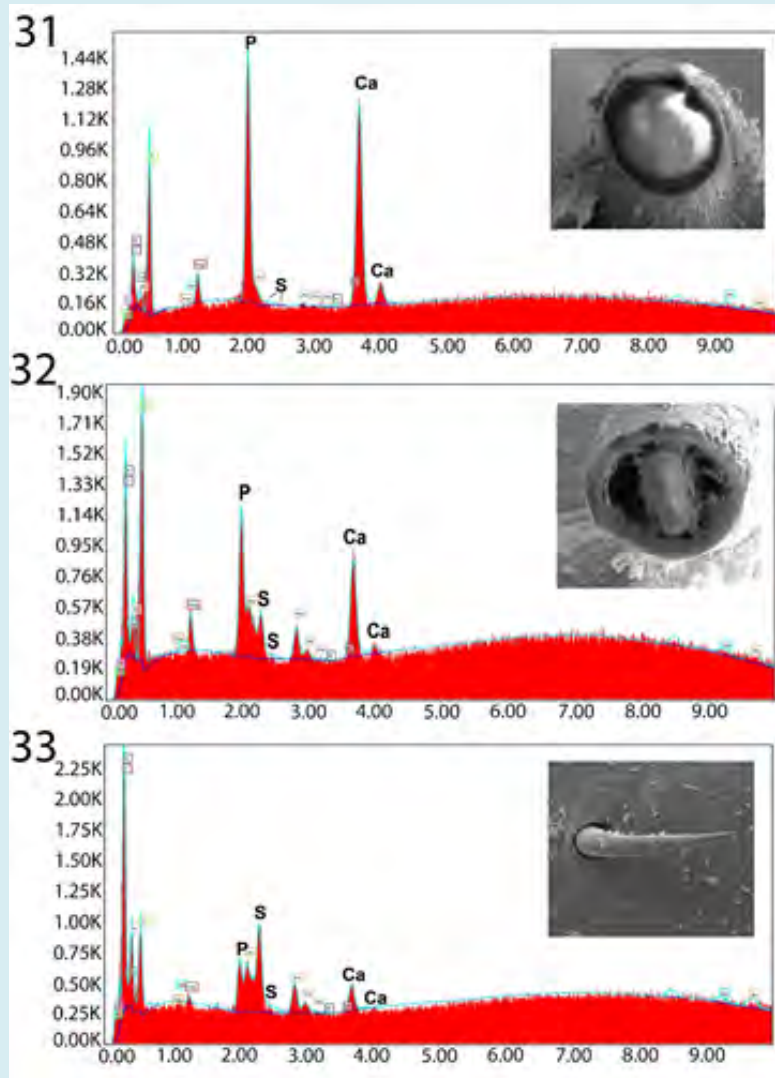 31
P
1.44K
1.28K
Ca
1.12K
0.96K
0.80K
0.64K
0.48K
0.32K
S
Ca
0.16K
0.00K
0.00 1.00 2.00 3.00 4.00 5.00 6.00 7.00 8.00 9.00
32
1.90K
1.71K
1.52K
1.33K
P
1.14K
0.95K
Ca
0.76K
0.57K
S
0.38K
S
Ca
0.19K
0.00K
0.00 1.00 2.00 3.00 4.00 5.00 6.00 7.00 8.00 9.00
33
2.25K
2.00K
1.75K
1.50K
1.25K
S
1.00K
0.75K
P
Ca
0.50K
S
Ca
0.25K
0.00K
0.00 1.00 2.00 3.00 4.00 5.00 6.00 7.00 8.00 9.00